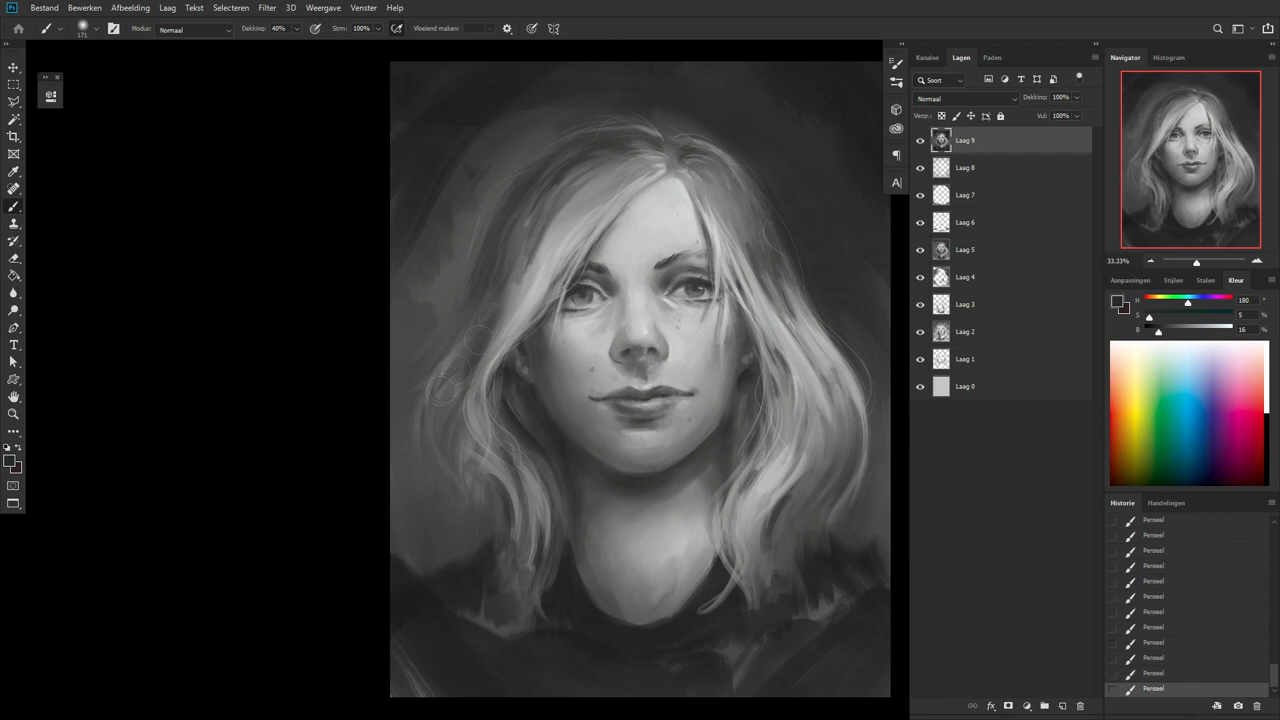 Ps Bestand Bewerken Afbeelding Laag Tekst Selecteren Filter 3D Weergave Venster Help
171 Modus: Normaal Dekking: 40% Strm: 100% Vloeiend maken:
Kanalen Lagen Paden
Soort
Normaal Dekking: 100%
Vergr.: Vul: 100%
Laag 9
Laag 8
Laag 7
Laag 6
Laag 5
Laag 4
Laag 3
Laag 2
Laag 1
Laag 0
fx
Navigator Histogram
33.33%
Aanpassingen Stijlen Stalen Kleur
H 180 °
S 5 %
B 16 %
Historie Handelingen
Penseel
Penseel
Penseel
Penseel
Penseel
Penseel
Penseel
Penseel
Penseel
Penseel
Penseel
Penseel